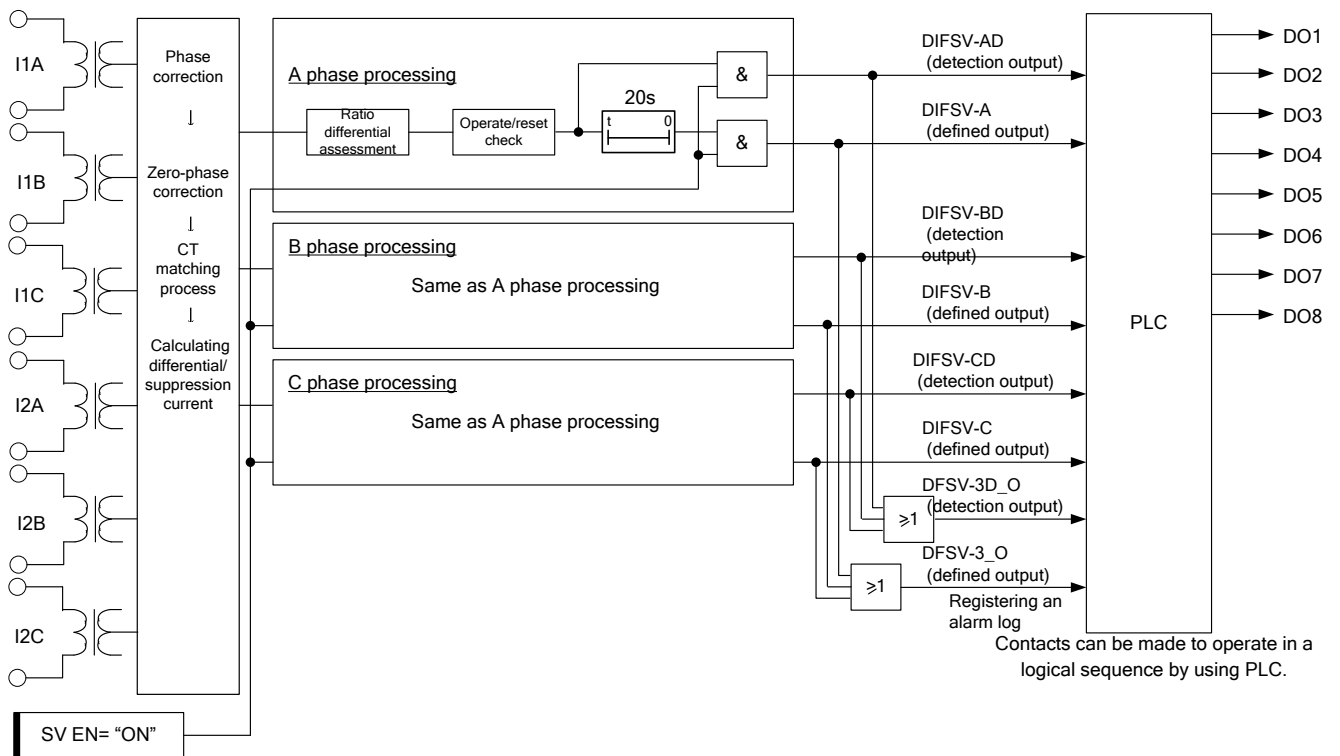 I1A
I1B
I1C
I2A
I2B
I2C
Phase
correction
↓
Zero-phase
correction
↓
CT
matching
process
↓
Calculating
differential/
suppression
current
SV EN= “ON”
A phase processing
Ratio
differential
assessment
Operate/reset
check
20s
t 0
&
&
B phase processing
Same as A phase processing
C phase processing
Same as A phase processing
DIFSV-AD
(detection output)
DIFSV-A
(defined output)
DIFSV-BD
(detection
output)
DIFSV-B
(defined output)
DIFSV-CD
(detection output)
DIFSV-C
(defined output)
DFSV-3D_O
(detection output)
≥1
DFSV-3_O
(defined output)
≥1
Registering an
alarm log
PLC
DO1
DO2
DO3
DO4
DO5
DO6
DO7
DO8
Contacts can be made to operate in a
logical sequence by using PLC.